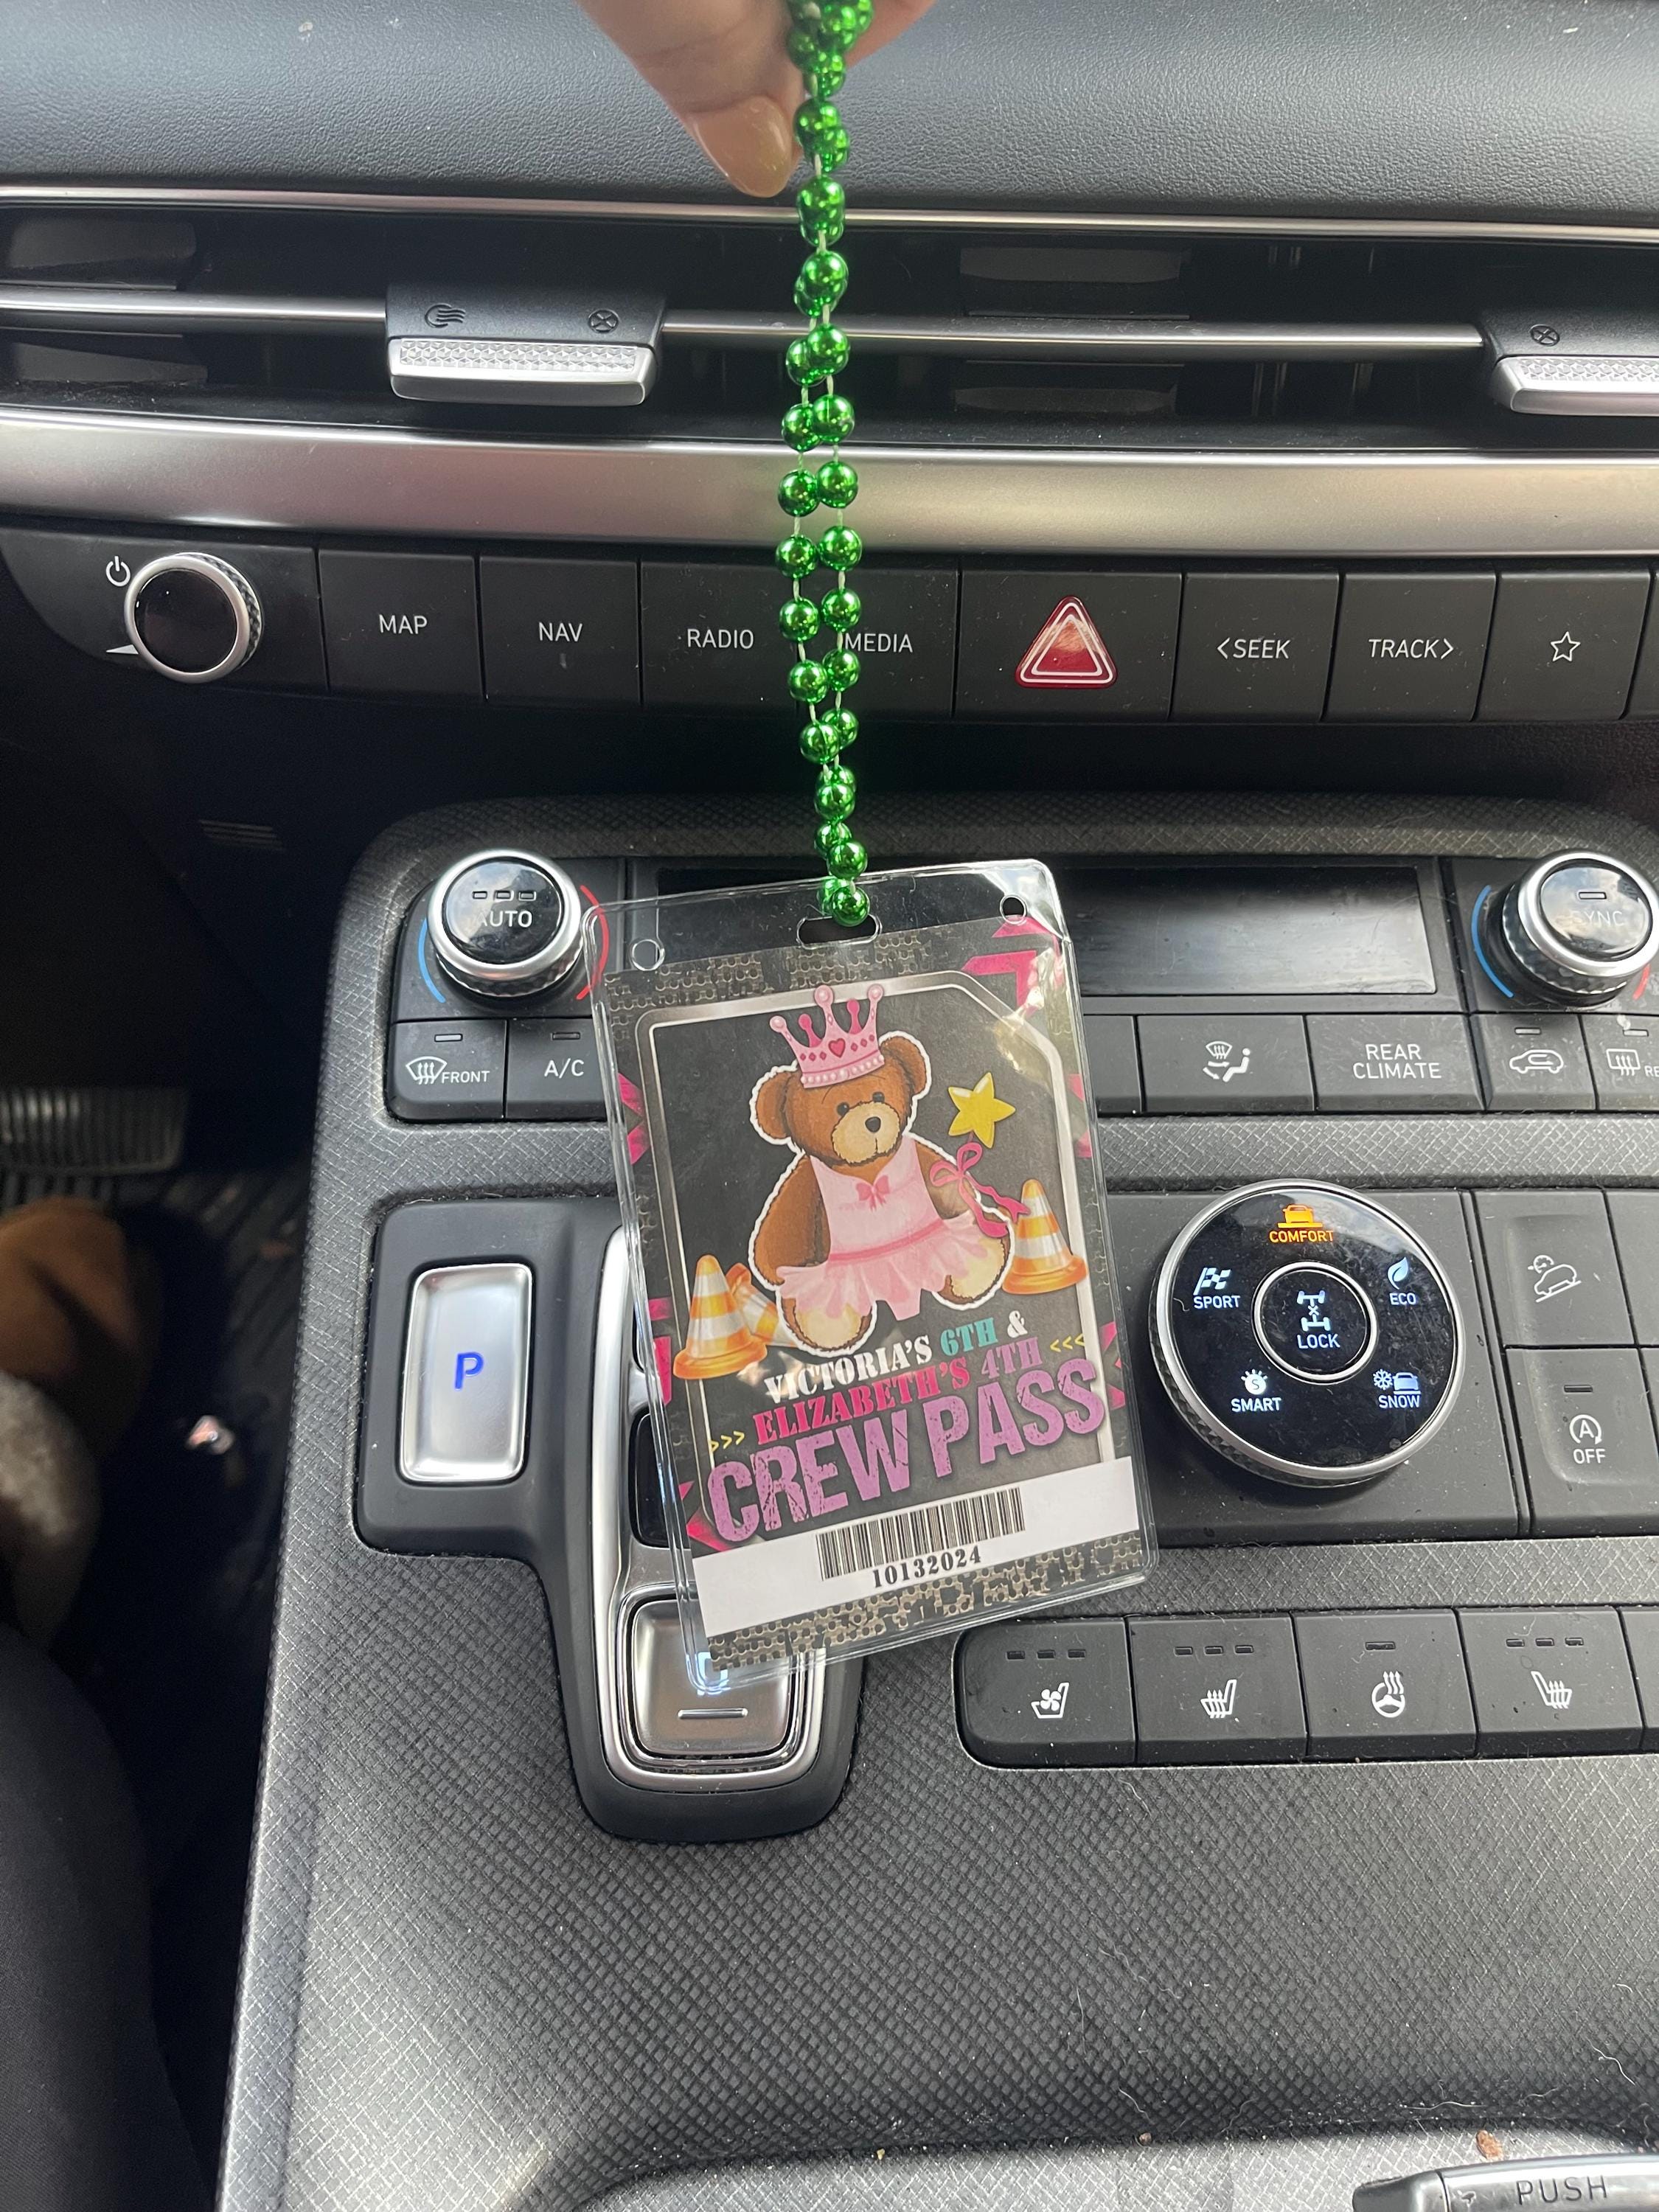 MAP
NAV
RADIO
MEDIA
<SEEK
TRACK>
AUTO
SYNC
FRONT
A/C
REAR
CLIMATE
COMFORT
SPORT
ECO
LOCK
SMART
SNOW
P
A
OFF
VICTORIA'S 6TH &
>>> ELIZABETH'S 4TH <<<
CREW PASS
10132024
PUSH